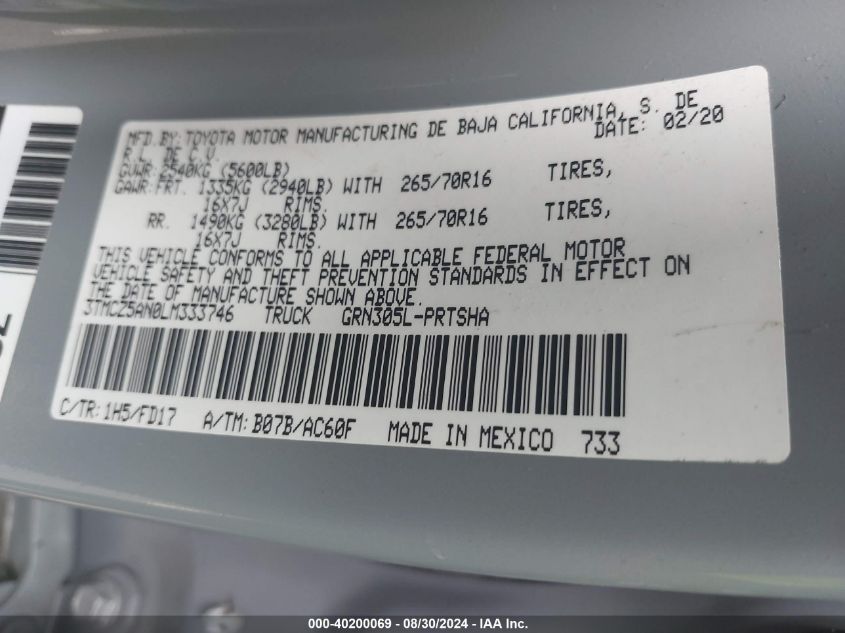 MFD.BY:TOYOTA MOTOR MANUFACTURING DE BAJA CALIFORNIA, S. DE
R.L. DE C.V. DATE: 02/20
GVWR:2540KG (5600LB)
GAWR:FRT. 1335KG (2940LB) WITH 265/70R16 TIRES,
16X7J RIMS.
RR. 1490KG (3280LB) WITH 265/70R16 TIRES,
16X7J RIMS.
THIS VEHICLE CONFORMS TO ALL APPLICABLE FEDERAL MOTOR
VEHICLE SAFETY AND THEFT PREVENTION STANDARDS IN EFFECT ON
THE DATE OF MANUFACTURE SHOWN ABOVE.
3TMCZ5AN0LM333746 TRUCK GRN305L-PRTSHA
C/TR:1H5/FD17 A/TM:B07B/AC60F MADE IN MEXICO 733
000-40200069 - 08/30/2024 - IAA Inc.